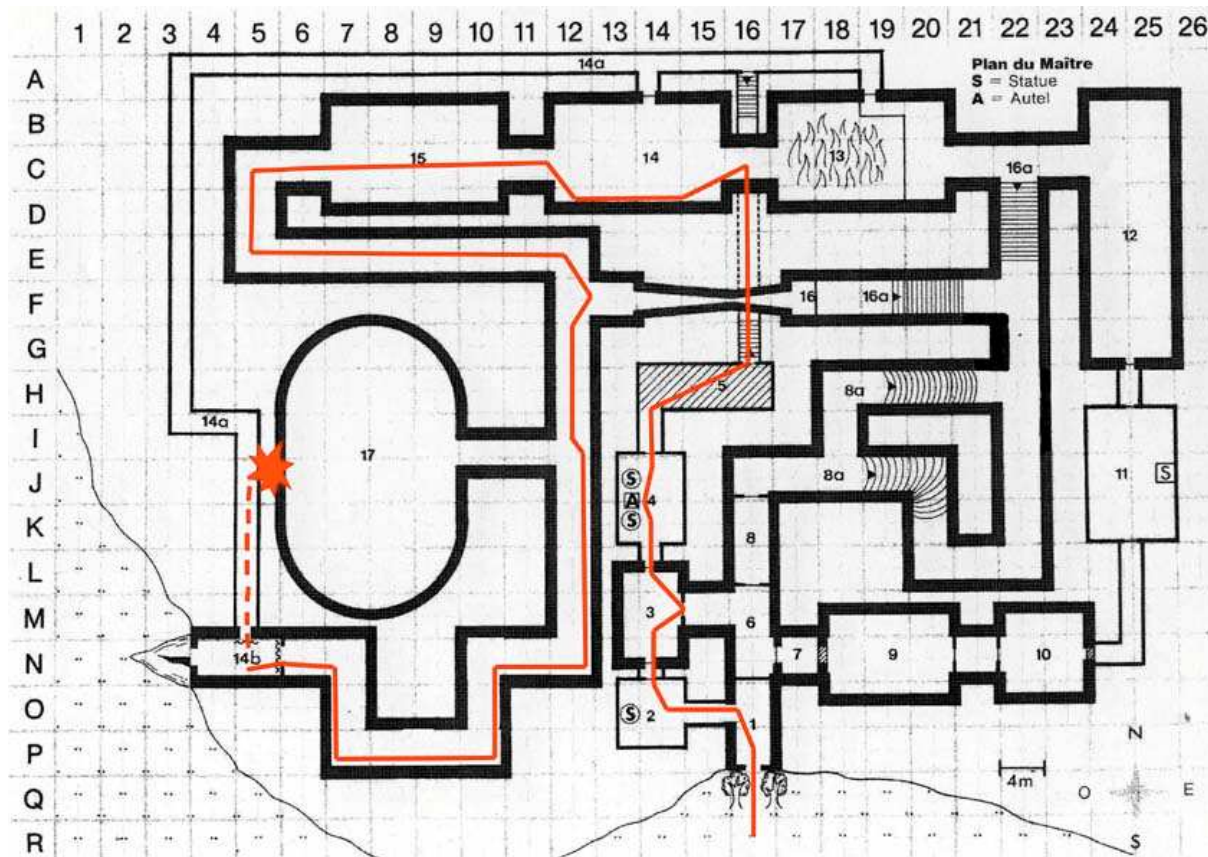 1 2 3 4 5 6 7 8 9 10 11 12 13 14 15 16 17 18 19 20 21 22 23 24 25 26
14a
Plan du Maître
S = Statue
A = Autel
A
B
C
D
E
F
G
H
I
J
K
L
M
N
O
P
Q
R
15
14
13
16a
12
16
16a
5
8a
14a
17
S
4
A
S
8a
11
S
8
3
6
14b
7
9
10
S
2
1
N
4m
O
E
S